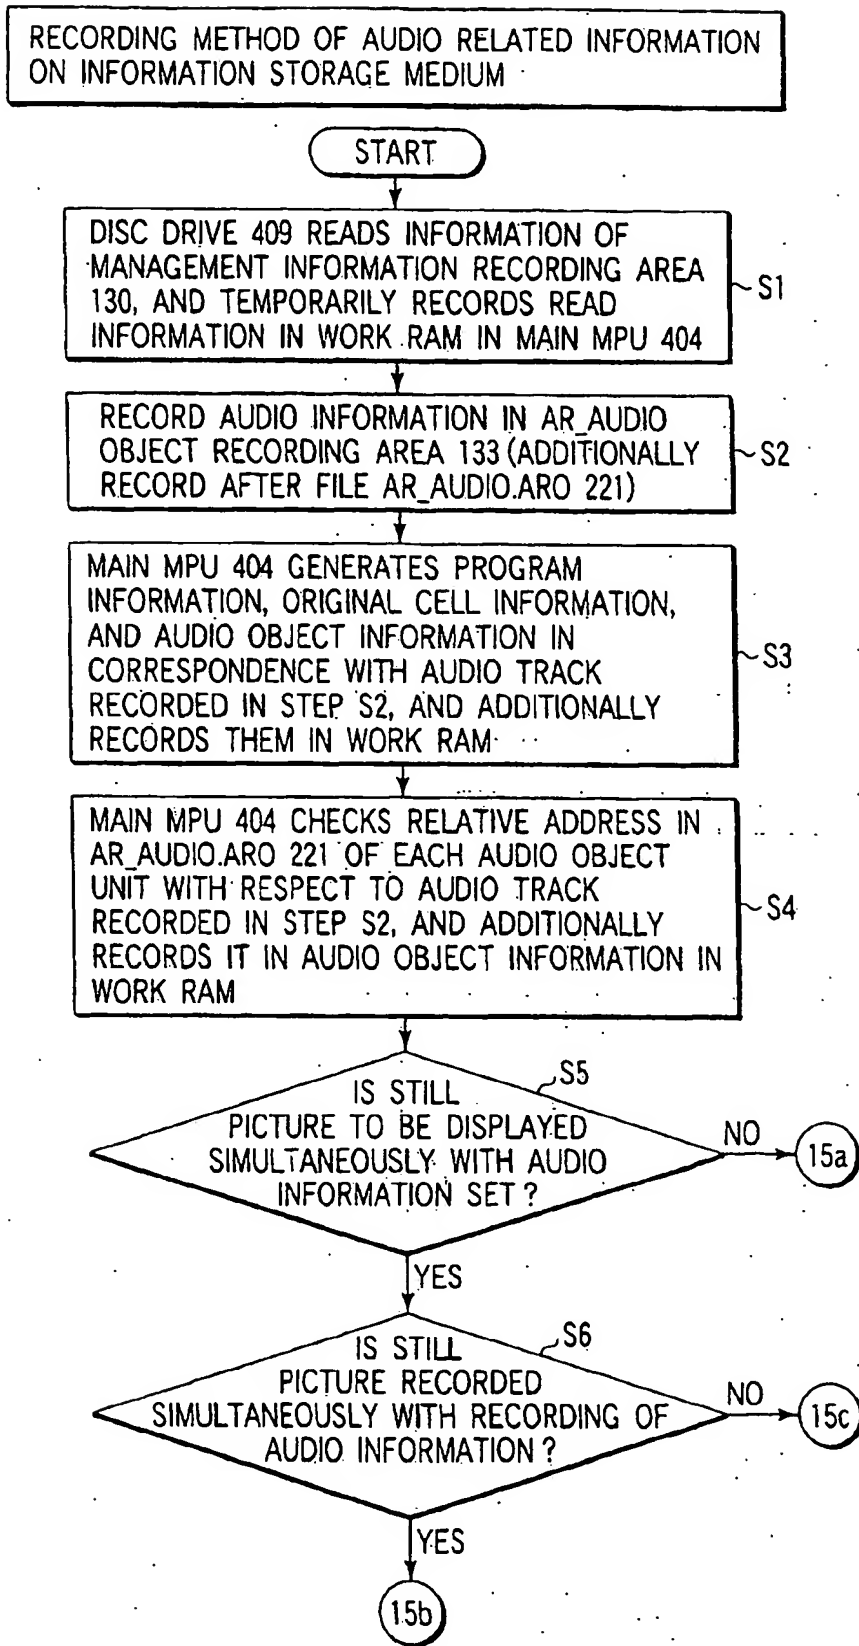 RECORDING METHOD OF AUDIO RELATED INFORMATION
ON INFORMATION STORAGE MEDIUM
START
DISC DRIVE 409 READS INFORMATION OF
MANAGEMENT INFORMATION RECORDING AREA
130, AND TEMPORARILY RECORDS READ
INFORMATION IN WORK RAM IN MAIN MPU 404
S1
RECORD AUDIO INFORMATION IN AR_AUDIO
OBJECT RECORDING AREA 133 (ADDITIONALLY
RECORD AFTER FILE AR_AUDIO.ARO 221)
S2
MAIN MPU 404 GENERATES PROGRAM
INFORMATION, ORIGINAL CELL INFORMATION,
AND AUDIO OBJECT INFORMATION IN
CORRESPONDENCE WITH AUDIO TRACK
RECORDED IN STEP S2, AND ADDITIONALLY
RECORDS THEM IN WORK RAM
S3
MAIN MPU 404 CHECKS RELATIVE ADDRESS IN
AR_AUDIO.ARO 221 OF EACH AUDIO OBJECT
UNIT WITH RESPECT TO AUDIO TRACK
RECORDED IN STEP S2, AND ADDITIONALLY
RECORDS IT IN AUDIO OBJECT INFORMATION IN
WORK RAM
S4
IS STILL
PICTURE TO BE DISPLAYED
SIMULTANEOUSLY WITH AUDIO
INFORMATION SET ?
S5
NO
15a
YES
IS STILL
PICTURE RECORDED
SIMULTANEOUSLY WITH RECORDING OF
AUDIO INFORMATION ?
S6
NO
15c
YES
15b